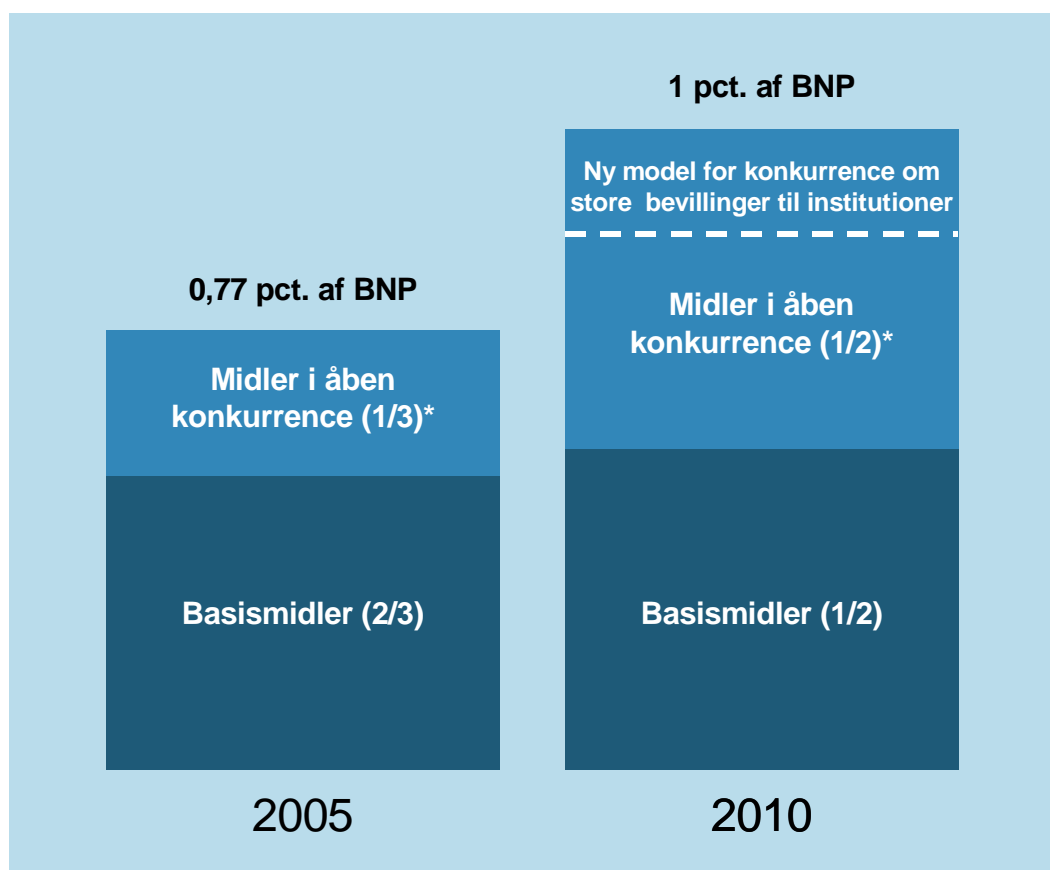 0,77 pct. af BNP
Midler i åben
konkurrence (1/3)*
Basismidler (2/3)
2005
1 pct. af BNP
Ny model for konkurrence om
store bevillinger til institutioner
Midler i åben
konkurrence (1/2)*
Basismidler (1/2)
2010